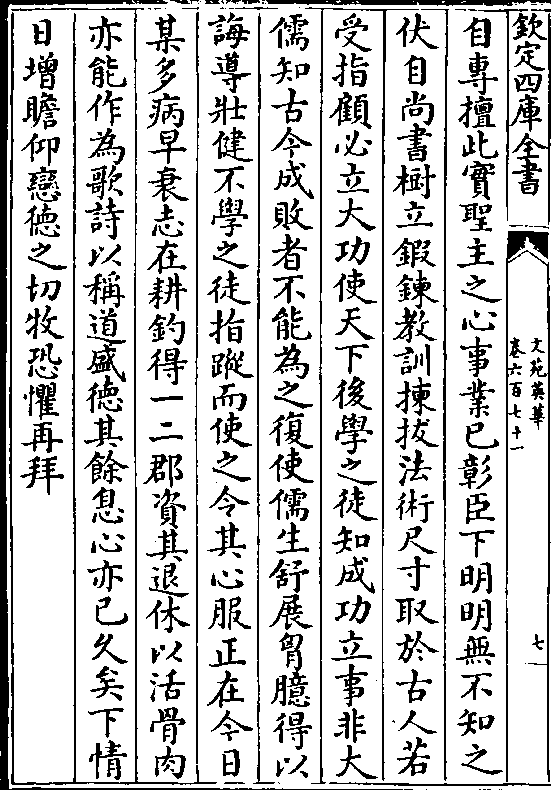 欽定四庫全書
文苑英華
卷六百七十一
七
自專擅此實聖主之心事業已彰臣下明明無不知之
伏自尚書樹立鍜鍊教訓揀拔法術尺寸取於古人若
受指顧必立大功使天下後學之徒知成功立事非大
儒知古今成敗者不能為之復使儒生舒展胷臆得以
誨導壯健不學之徒指蹤而使之令其心服正在今日
某多病早衰志在耕釣得一二郡資其退休以活骨肉
亦能作為歌詩以稱道盛徳其餘息心亦已久矣下情
日增瞻仰戀徳之切牧恐懼再拜